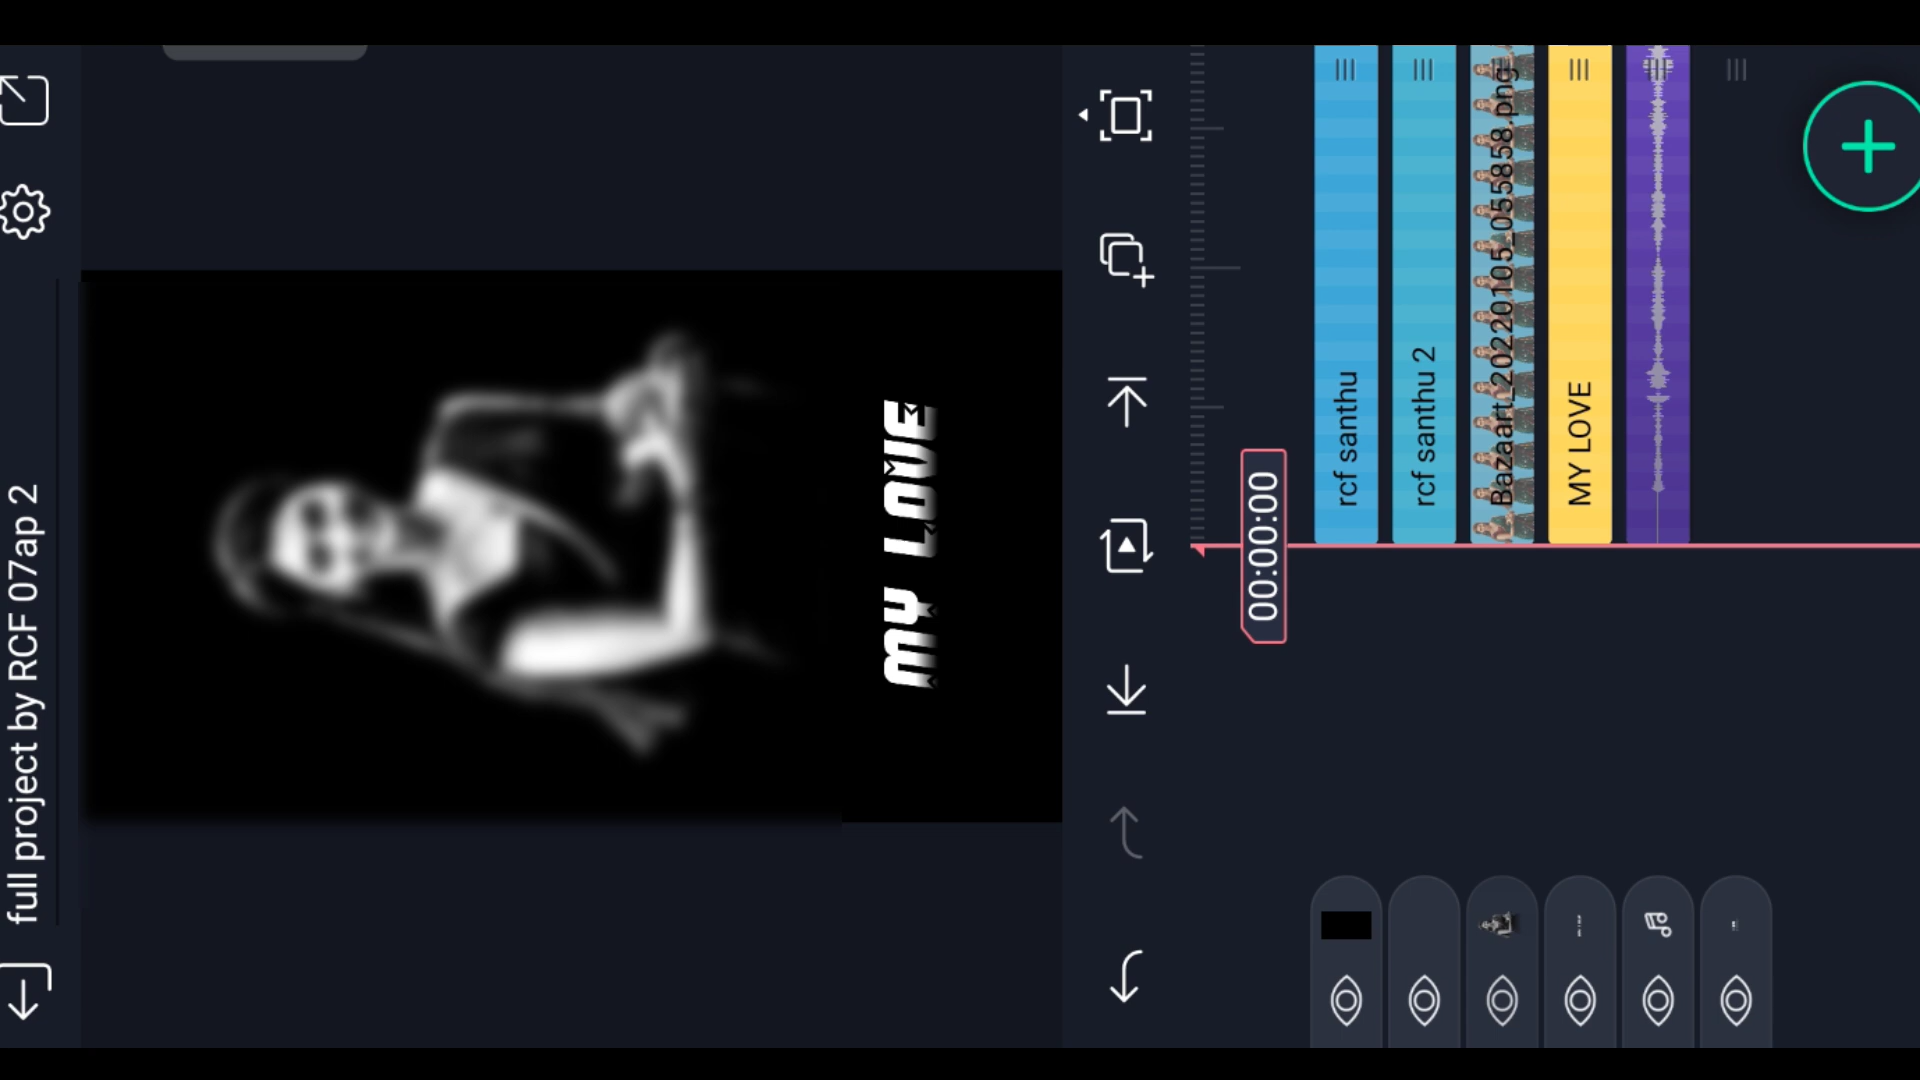 full project by RCF 07ap 2
MY LOVE
00:00:00
rcf santhu
rcf santhu 2
Bazaart_20220105_055858.png
MY LOVE